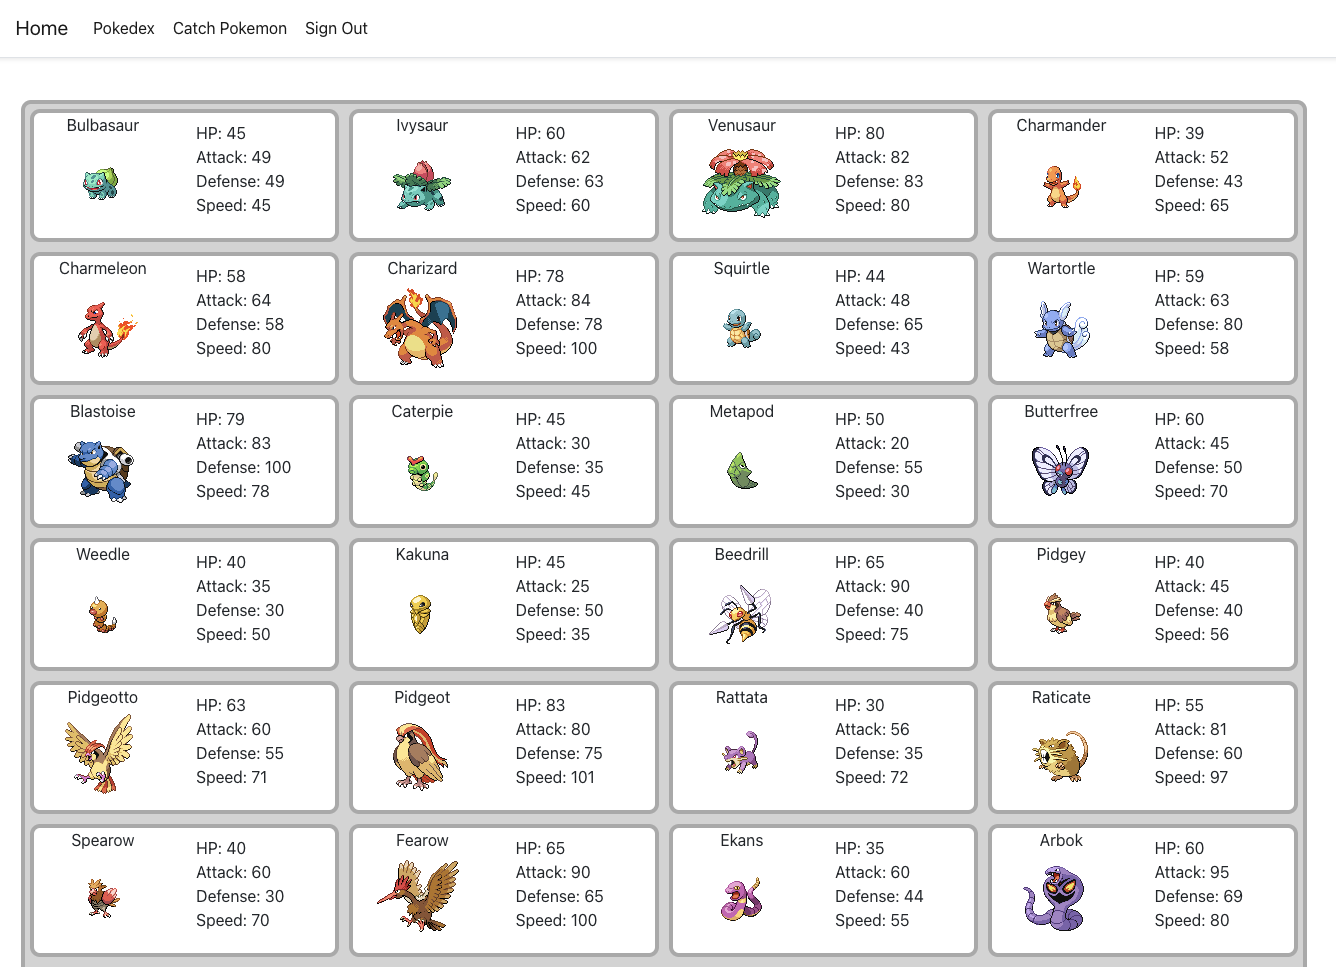 Home Pokedex Catch Pokemon Sign Out
Bulbasaur
HP: 45
Attack: 49
Defense: 49
Speed: 45
Ivysaur
HP: 60
Attack: 62
Defense: 63
Speed: 60
Venusaur
HP: 80
Attack: 82
Defense: 83
Speed: 80
Charmander
HP: 39
Attack: 52
Defense: 43
Speed: 65
Charmeleon
HP: 58
Attack: 64
Defense: 58
Speed: 80
Charizard
HP: 78
Attack: 84
Defense: 78
Speed: 100
Squirtle
HP: 44
Attack: 48
Defense: 65
Speed: 43
Wartortle
HP: 59
Attack: 63
Defense: 80
Speed: 58
Blastoise
HP: 79
Attack: 83
Defense: 100
Speed: 78
Caterpie
HP: 45
Attack: 30
Defense: 35
Speed: 45
Metapod
HP: 50
Attack: 20
Defense: 55
Speed: 30
Butterfree
HP: 60
Attack: 45
Defense: 50
Speed: 70
Weedle
HP: 40
Attack: 35
Defense: 30
Speed: 50
Kakuna
HP: 45
Attack: 25
Defense: 50
Speed: 35
Beedrill
HP: 65
Attack: 90
Defense: 40
Speed: 75
Pidgey
HP: 40
Attack: 45
Defense: 40
Speed: 56
Pidgeotto
HP: 63
Attack: 60
Defense: 55
Speed: 71
Pidgeot
HP: 83
Attack: 80
Defense: 75
Speed: 101
Rattata
HP: 30
Attack: 56
Defense: 35
Speed: 72
Raticate
HP: 55
Attack: 81
Defense: 60
Speed: 97
Spearow
HP: 40
Attack: 60
Defense: 30
Speed: 70
Fearow
HP: 65
Attack: 90
Defense: 65
Speed: 100
Ekans
HP: 35
Attack: 60
Defense: 44
Speed: 55
Arbok
HP: 60
Attack: 95
Defense: 69
Speed: 80